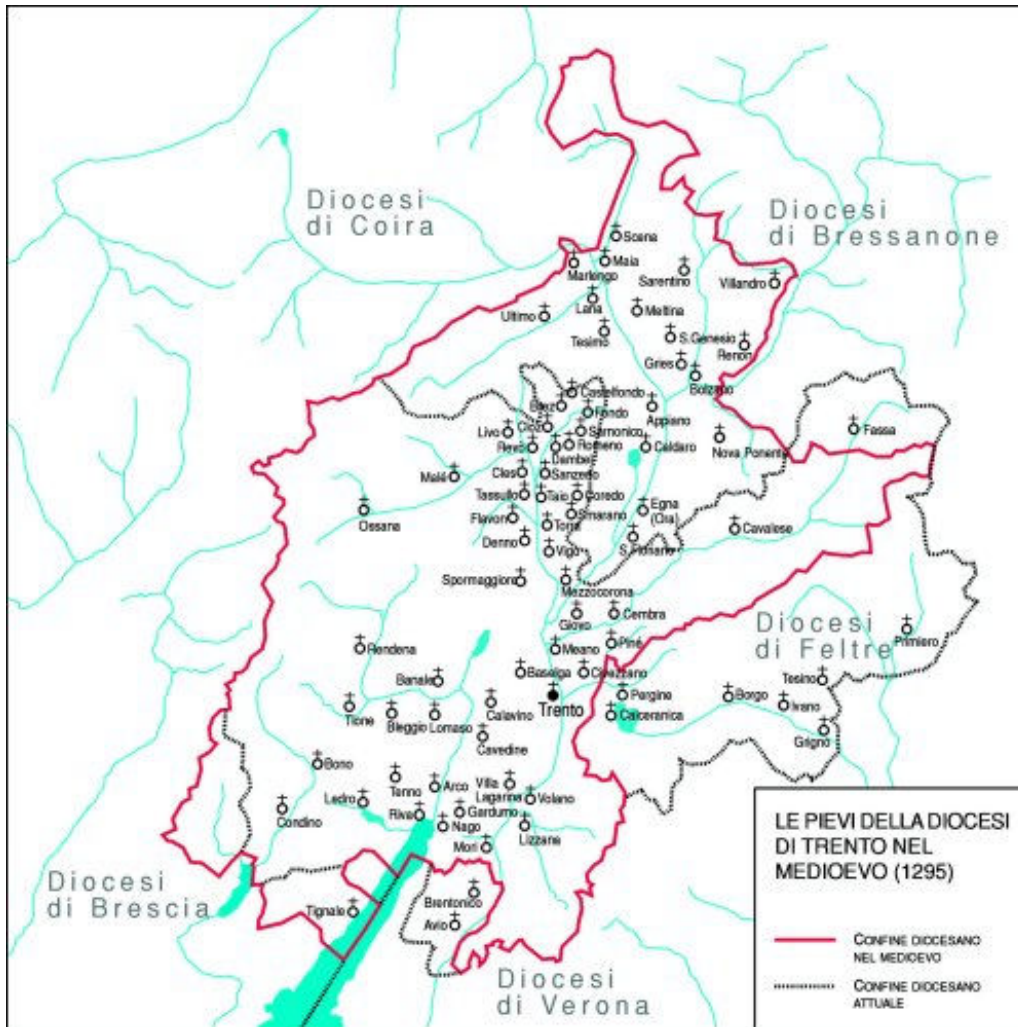 Diocesi
di Coira
Diocesi
di Bressanone
Scena
Maia
Marlengo
Sarentino
Villandro
Lana
Ultimo
Meltina
Tesimo
S.Genesio
Renon
Gries
Bolzano
Castelfondo
Brez
Fondo
Appiano
Cloz
Livo
Sarnonico
Fassa
Revò
Romeno
Caldaro
Nova Ponente
Dambel
Cles
Sanzeno
Malé
Tassullo
Taio
Coredo
Ossana
Flavon
Smarano
Egna
(Ora)
Torra
Cavalese
Denno
Vigo
S. Floriano
Spormaggiore
Mezzocorona
Giovo
Cembra
Diocesi
di Feltre
Primiero
Rendena
Meano
Piné
Banale
Baselga
Civezzano
Tesino
Pergine
Borgo
Trento
Ivano
Tione
Bleggio
Lomaso
Calavino
Calceranica
Grigno
Cavedine
Bono
Tenno
Arco
Villa
Lagarina
Volano
Ledro
Condino
Riva
Gardumo
Nago
Lizzana
Mori
Diocesi
di Brescia
Tignale
Brentonico
Avio
Diocesi
di Verona
LE PIEVI DELLA DIOCESI
DI TRENTO NEL
MEDIOEVO (1295)
CONFINE DIOCESANO
NEL MEDIOEVO
CONFINE DIOCESANO
ATTUALE